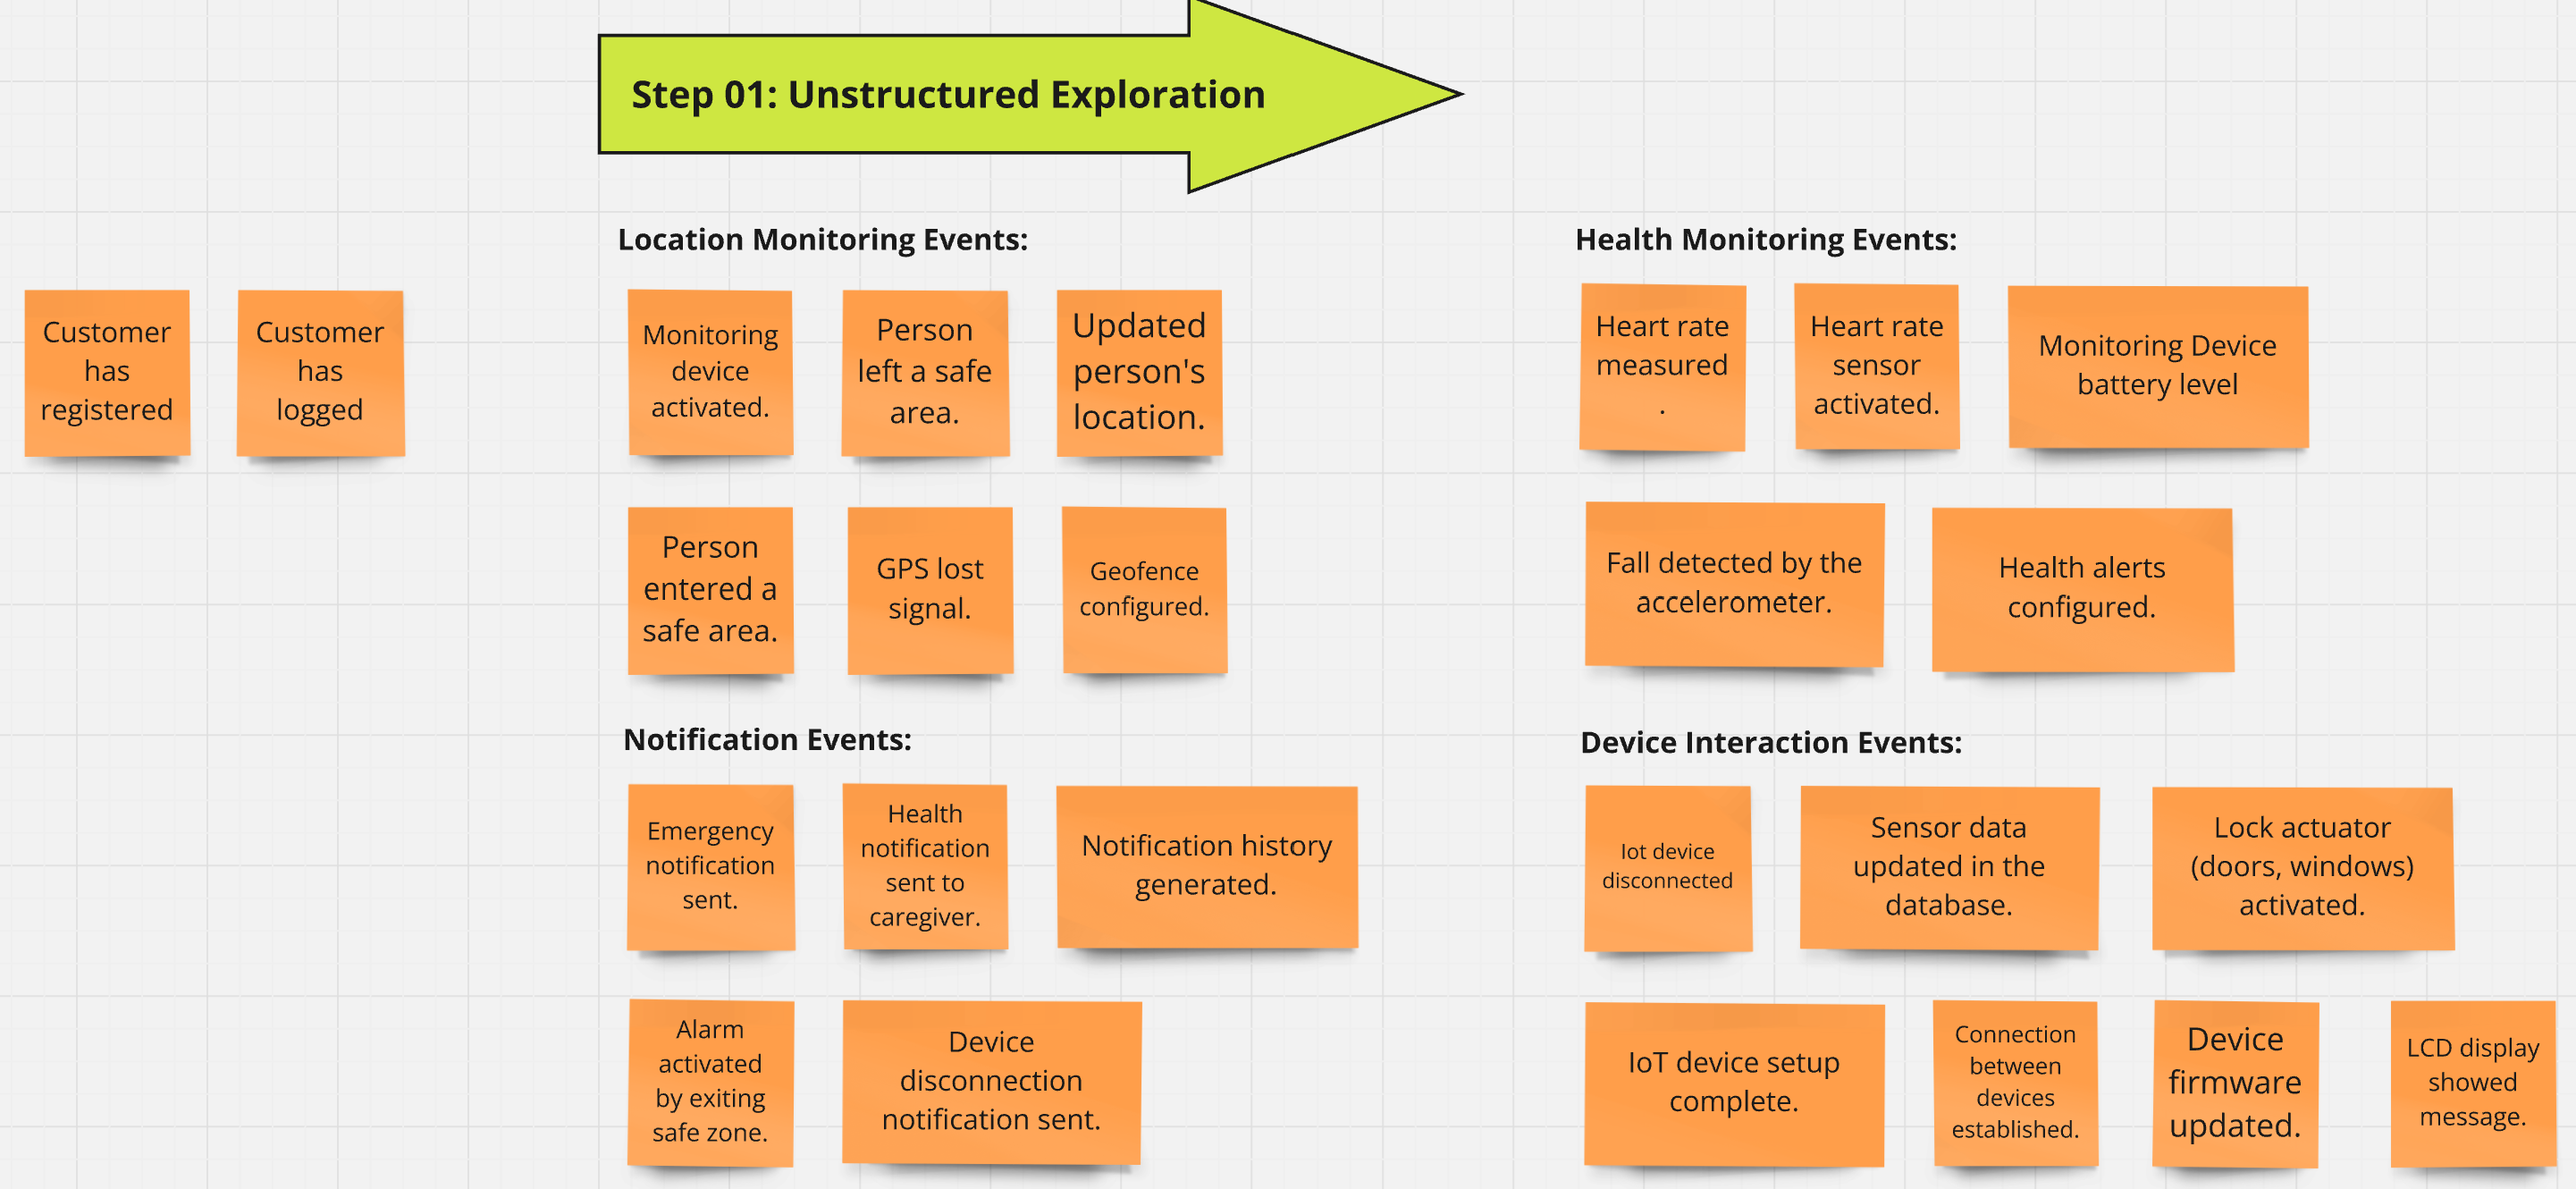 Step 01: Unstructured Exploration
Customer
has
registered
Customer
has
logged
Location Monitoring Events:
Monitoring
device
activated.
Person
left a safe
area.
Updated
person's
location.
Person
entered a
safe area.
GPS lost
signal.
Geofence
configured.
Health Monitoring Events:
Heart rate
measured
.
Heart rate
sensor
activated.
Monitoring Device
battery level
Fall detected by the
accelerometer.
Health alerts
configured.
Notification Events:
Emergency
notification
sent.
Health
notification
sent to
caregiver.
Notification history
generated.
Alarm
activated
by exiting
safe zone.
Device
disconnection
notification sent.
Device Interaction Events:
Iot device
disconnected
Sensor data
updated in the
database.
Lock actuator
(doors, windows)
activated.
IoT device setup
complete.
Connection
between
devices
established.
Device
firmware
updated.
LCD display
showed
message.